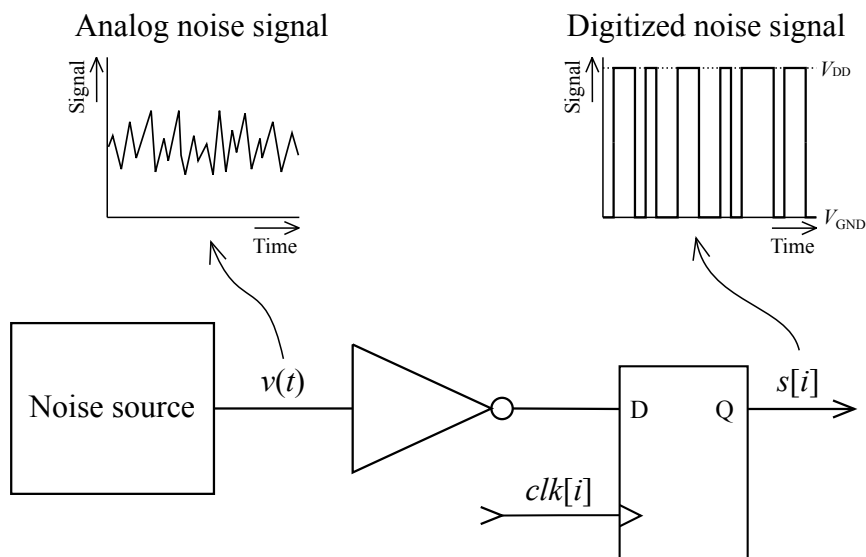 Analog noise signal
Digitized noise signal
Signal
Time
Signal
V_DD
V_GND
Time
Noise source
v(t)
D
Q
s[i]
clk[i]